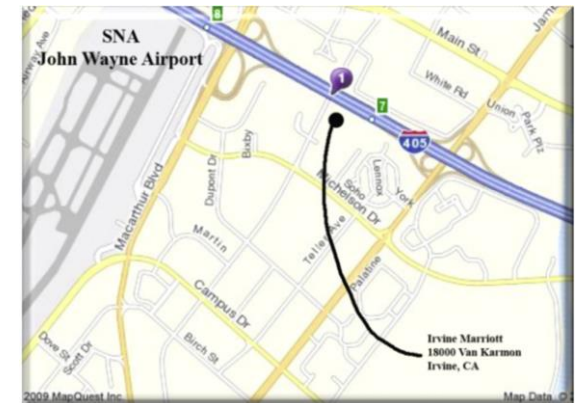 SNA
John Wayne Airport
8
Main St
1
White Rd
7
Union
Park Plz
405
Bixby
Dupont Dr
Lennox
Soho
York
Michelson Dr
Macarthur Blvd
Martin
Teller Ave
Palatine
Campus Dr
Birch St
Dove St
Scott Dr
Irvine Marriott
18000 Van Karmon
Irvine, CA
2009 MapQuest Inc
Map Data